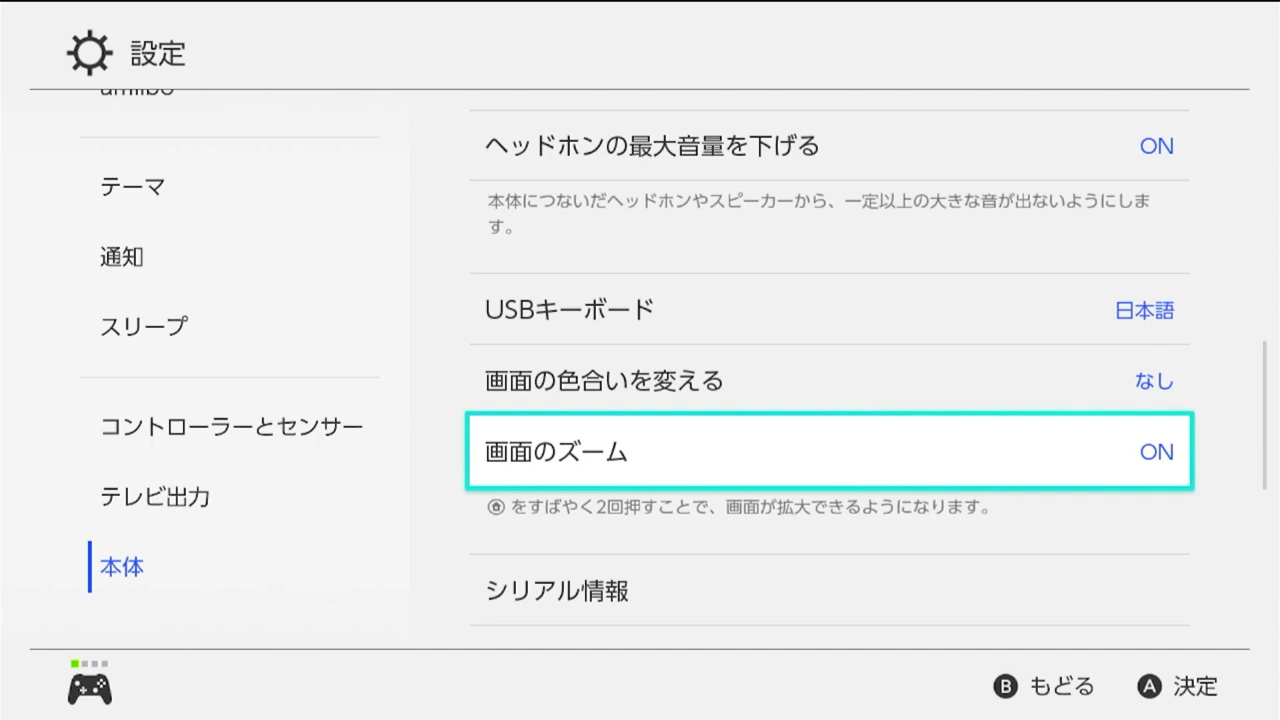 設定
amiibo
テーマ
通知
スリープ
コントローラーとセンサー
テレビ出力
本体
ヘッドホンの最大音量を下げる ON
本体につないだヘッドホンやスピーカーから、一定以上の大きな音が出ないようにしま
す。
USBキーボード 日本語
画面の色合いを変える なし
画面のズーム ON
をすばやく2回押すことで、画面が拡大できるようになります。
シリアル情報
B もどる A 決定